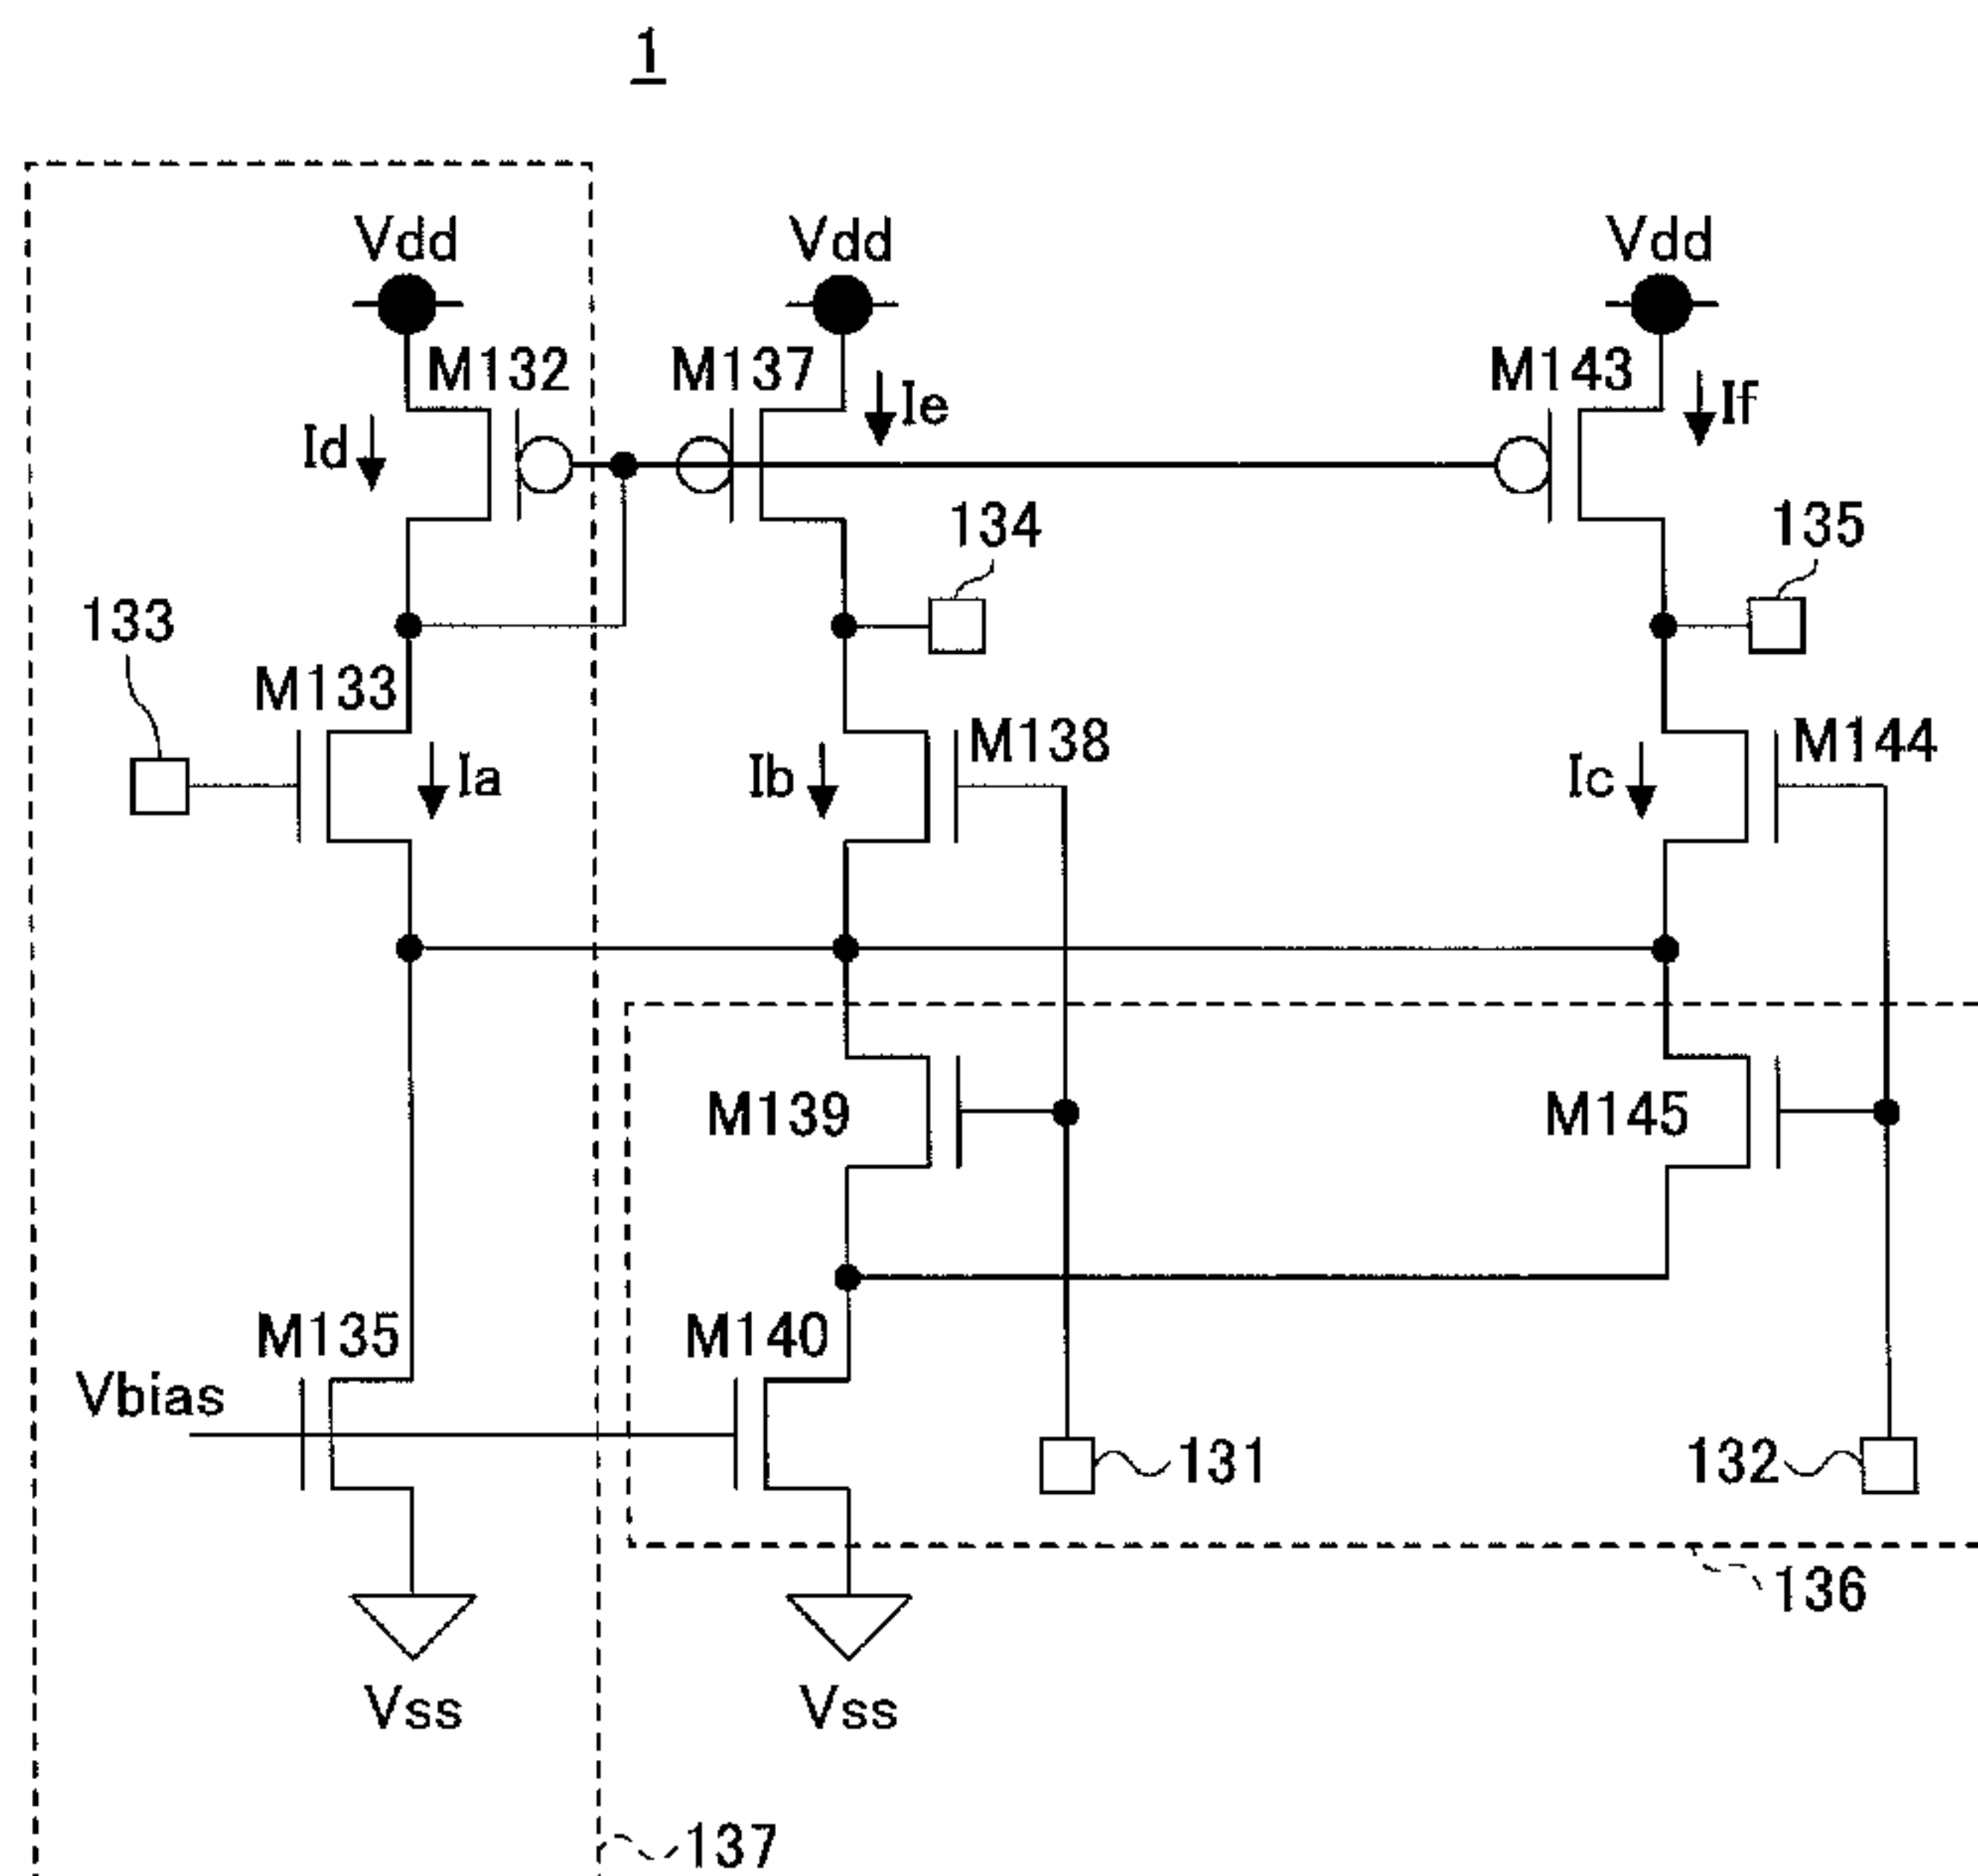 1
Vdd Vdd Vdd
M132 M137 M143
Id Ie If
134 135
133
M133 M138 M144
Ia Ib Ic
M139 M145
M135 M140
Vbias
131 132
136
Vss Vss
137